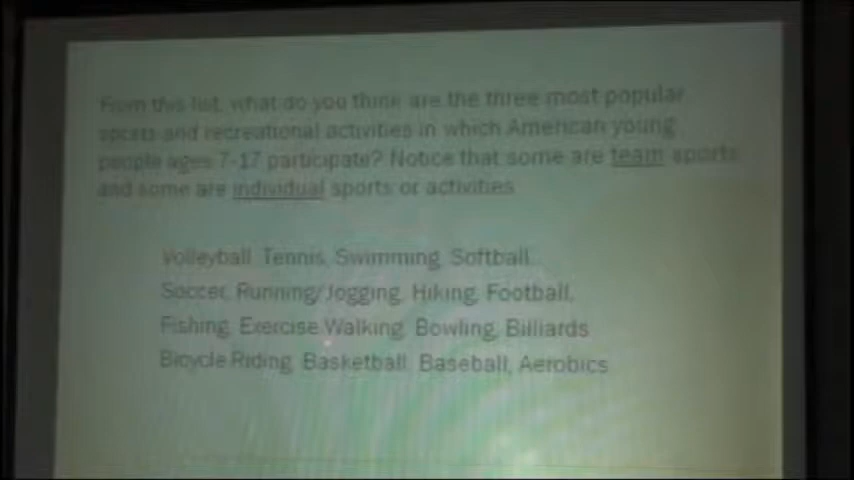 From this list, what do you think are the three most popular
sports and recreational activities in which American young
people ages 7-17 participate? Notice that some are team sports
and some are individual sports or activities
Volleyball, Tennis, Swimming, Softball,
Soccer, Running/Jogging, Hiking, Football,
Fishing, Exercise Walking, Bowling, Billiards
Bicycle Riding, Basketball, Baseball, Aerobics